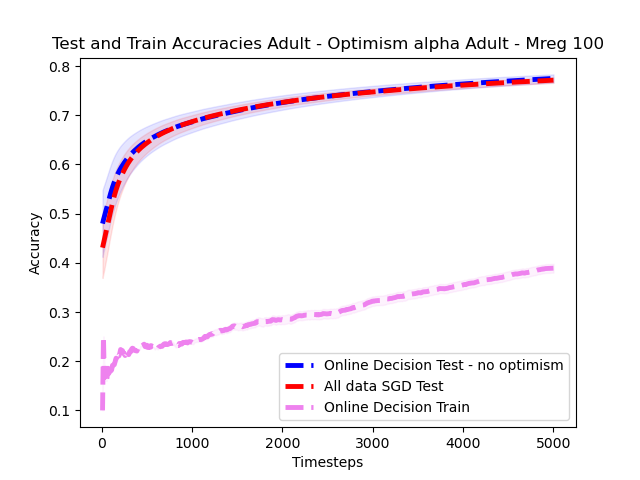 Test and Train Accuracies Adult - Optimism alpha Adult - Mreg 100
Accuracy
0.8
0.7
0.6
0.5
0.4
0.3
0.2
0.1
Online Decision Test - no optimism
All data SGD Test
Online Decision Train
0 1000 2000 3000 4000 5000
Timesteps